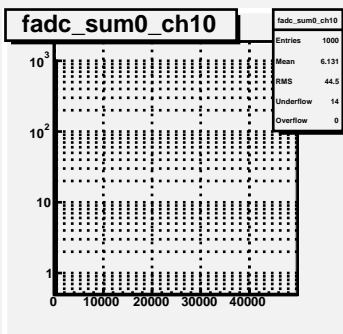 fadc_sum0_ch10
fadc_sum0_ch10
Entries 1000
Mean 6.131
RMS 44.5
Underflow 14
Overflow 0
10³
10²
10
1
0 10000 20000 30000 40000